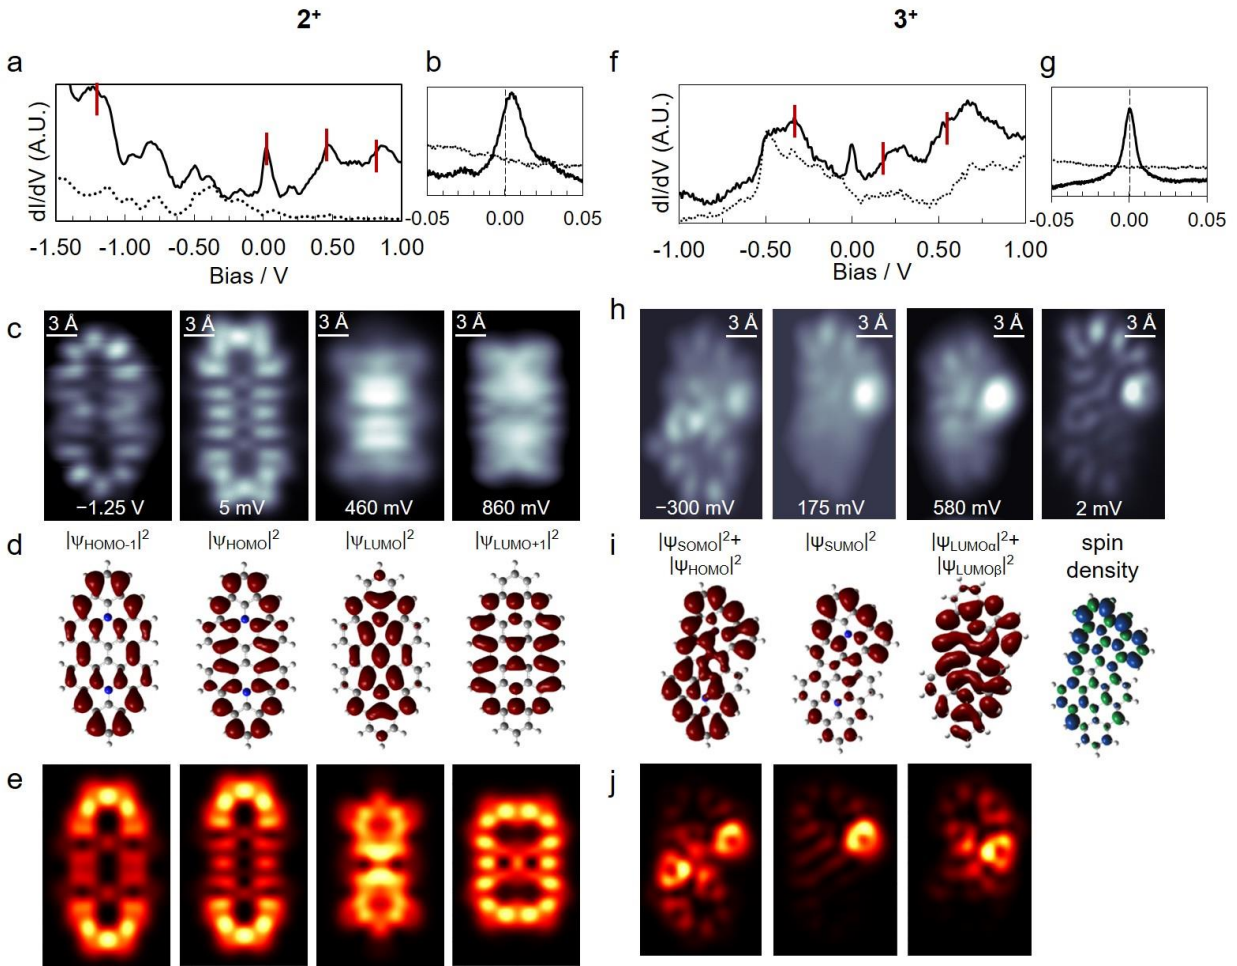 2⁺
3⁺
a
b
f
g
dI/dV (A.U.)
-1.50 -1.00 -0.50 0.00 0.50 1.00
Bias / V
-0.05 0.00 0.05
dI/dV (A.U.)
-1.00 -0.50 0.00 0.50 1.00
Bias / V
-0.05 0.00 0.05
c
3 Å
3 Å
3 Å
3 Å
−1.25 V
5 mV
460 mV
860 mV
h
3 Å
3 Å
3 Å
3 Å
−300 mV
175 mV
580 mV
2 mV
d
|ψHOMO-1|²
|ψHOMO|²
|ψLUMO|²
|ψLUMO+1|²
i
|ψSOMO|²+
|ψHOMO|²
|ψSUMO|²
|ψLUMOα|²+
|ψLUMOβ|²
spin
density
e
j